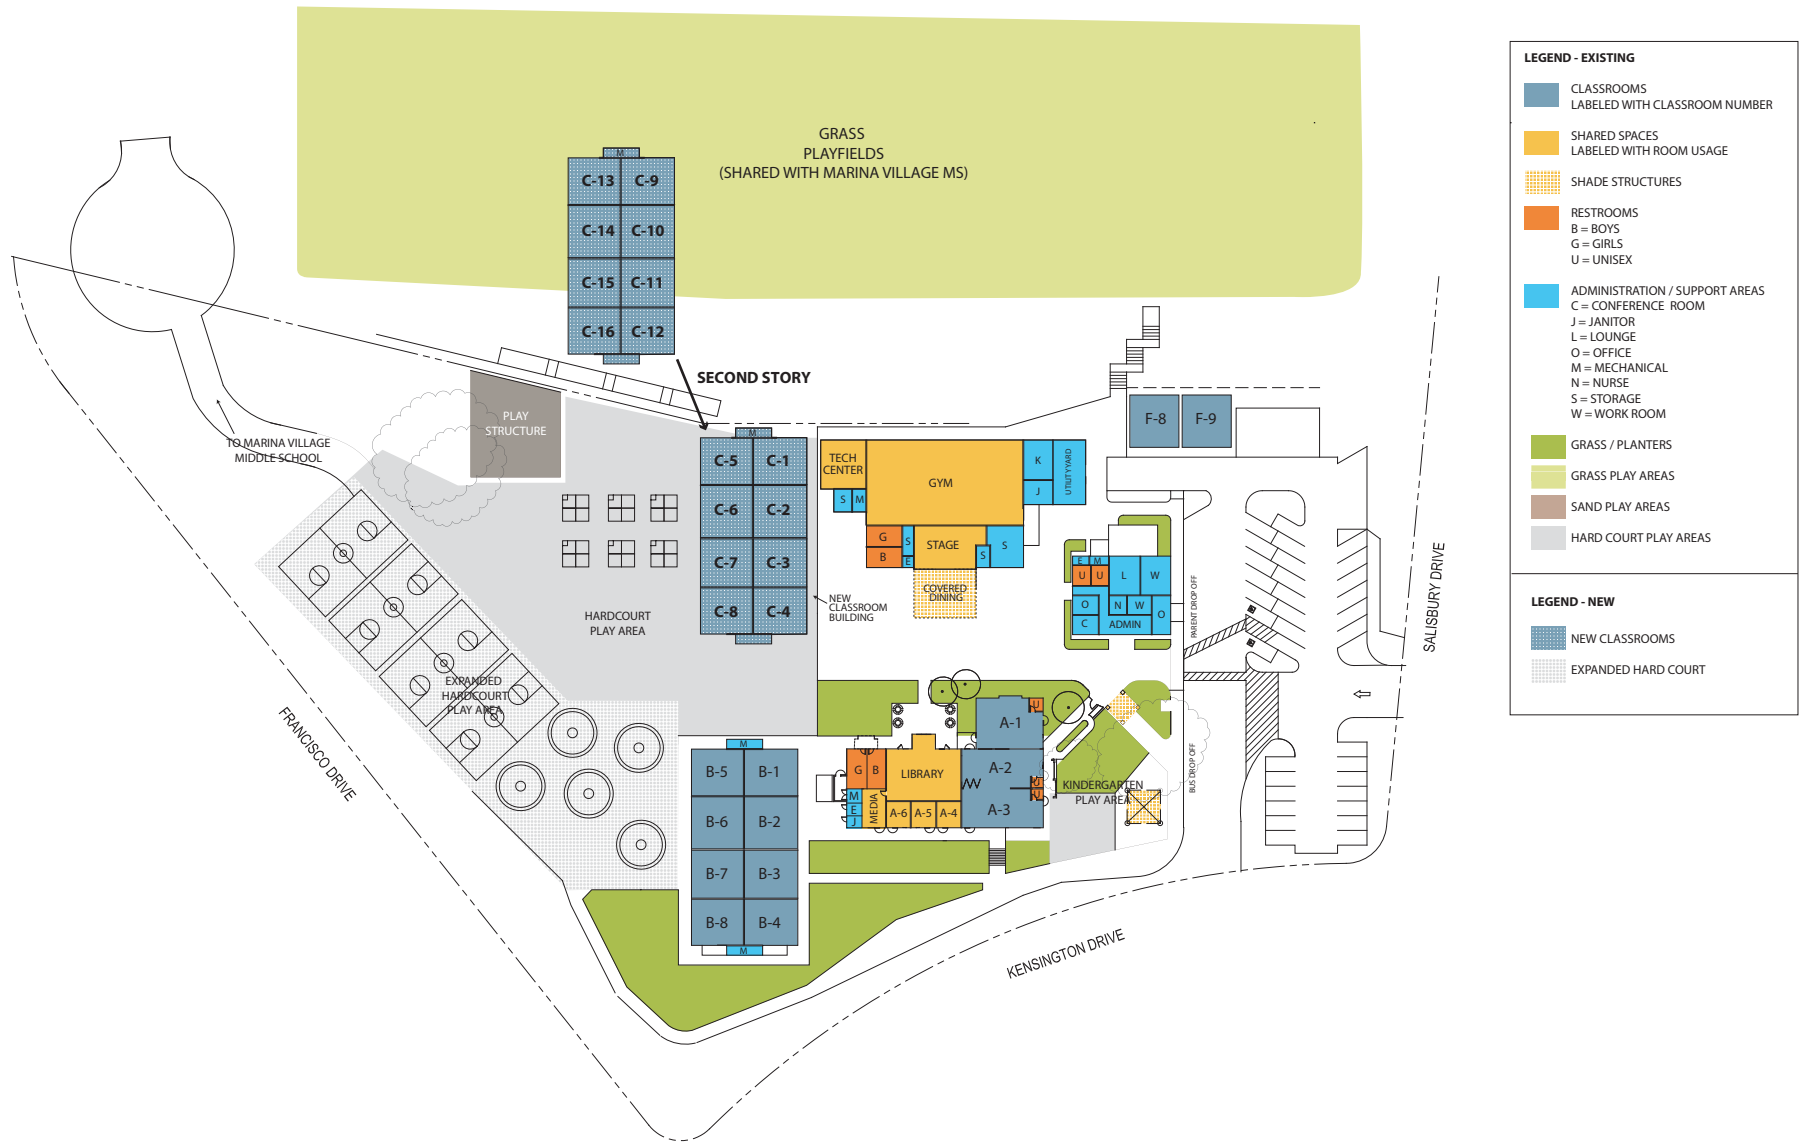 GRASS
PLAYFIELDS
(SHARED WITH MARINA VILLAGE MS)
M
C-13
C-9
C-14
C-10
C-15
C-11
C-16
C-12
SECOND STORY
PLAY
STRUCTURE
TO MARINA VILLAGE
MIDDLE SCHOOL
M
C-5
C-1
C-6
C-2
C-7
C-3
C-8
C-4
NEW
CLASSROOM
BUILDING
HARDCOURT
PLAY AREA
EXPANDED
HARDCOURT
PLAY AREA
TECH
CENTER
S
M
GYM
K
J
UTILITY YARD
G
B
S
E
STAGE
S
S
COVERED
DINING
F-8
F-9
E
M
U
U
L
W
O
N
W
O
C
ADMIN
PARENT DROP OFF
BUS DROP OFF
M
B-5
B-1
B-6
B-2
B-7
B-3
B-8
B-4
M
G
B
M
E
J
MEDIA
LIBRARY
A-6
A-5
A-4
A-1
U
A-2
U
U
A-3
KINDERGARTEN
PLAY AREA
FRANCISCO DRIVE
KENSINGTON DRIVE
SALISBURY DRIVE
LEGEND - EXISTING
CLASSROOMS
LABELED WITH CLASSROOM NUMBER
SHARED SPACES
LABELED WITH ROOM USAGE
SHADE STRUCTURES
RESTROOMS
B = BOYS
G = GIRLS
U = UNISEX
ADMINISTRATION / SUPPORT AREAS
C = CONFERENCE ROOM
J = JANITOR
L = LOUNGE
O = OFFICE
M = MECHANICAL
N = NURSE
S = STORAGE
W = WORK ROOM
GRASS / PLANTERS
GRASS PLAY AREAS
SAND PLAY AREAS
HARD COURT PLAY AREAS
LEGEND - NEW
NEW CLASSROOMS
EXPANDED HARD COURT